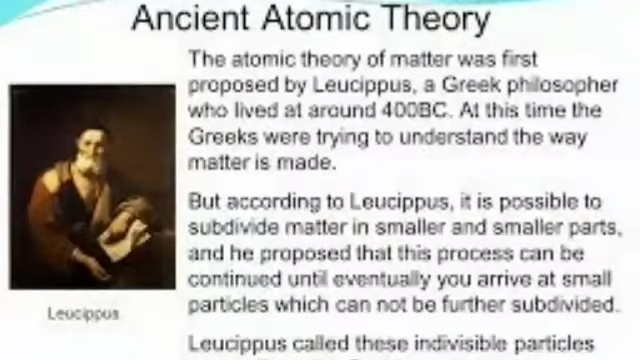 Ancient Atomic Theory
The atomic theory of matter was first
proposed by Leucippus, a Greek philosopher
who lived at around 400BC. At this time the
Greeks were trying to understand the way
matter is made.
But according to Leucippus, it is possible to
subdivide matter in smaller and smaller parts,
and he proposed that this process can be
continued until eventually you arrive at small
particles which can not be further subdivided.
Leucippus
Leucippus called these indivisible particles